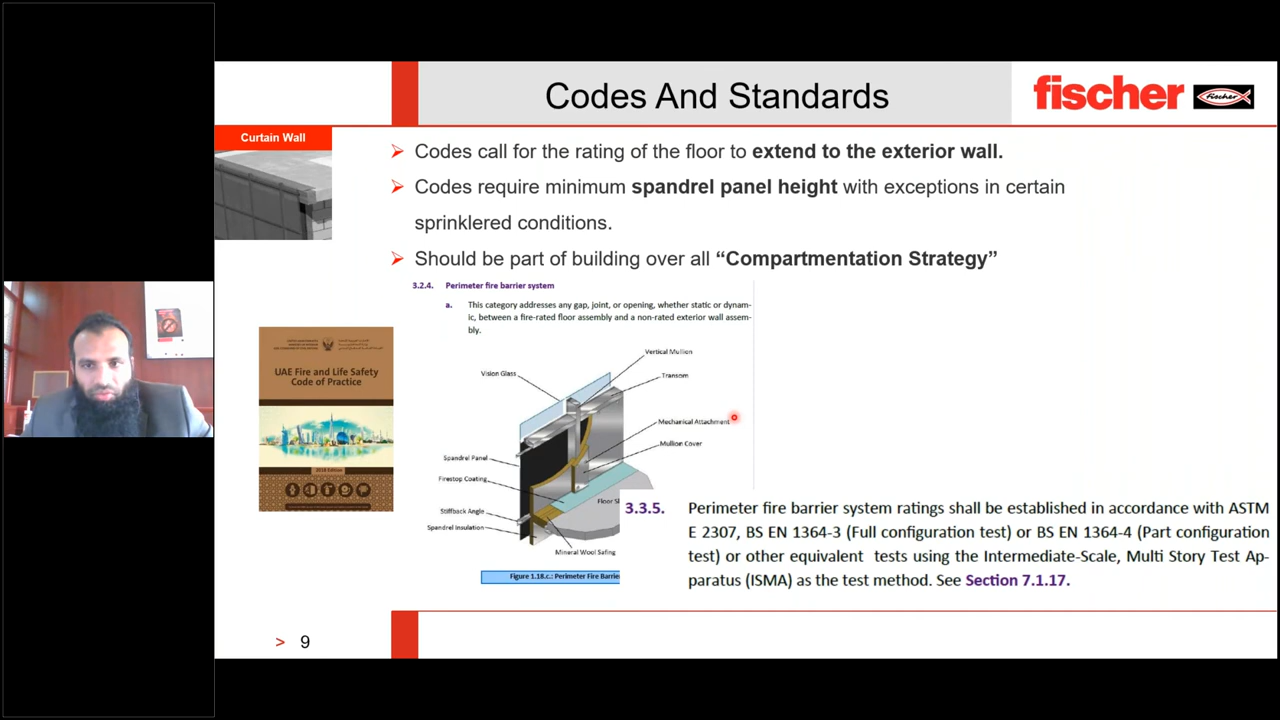 Codes And Standards
fischer
fischer
Curtain Wall
➢ Codes call for the rating of the floor to extend to the exterior wall.
➢ Codes require minimum spandrel panel height with exceptions in certain
sprinklered conditions.
➢ Should be part of building over all “Compartmentation Strategy”
3.2.4. Perimeter fire barrier system
a. This category addresses any gap, joint, or opening, whether static or dynam-
ic, between a fire-rated floor assembly and a non-rated exterior wall assem-
bly.
Vertical Mullion
Vision Glass
Transom
Mechanical Attachment
Mullion Cover
Spandrel Panel
Firestop Coating
Floor Sl
Stiffback Angle
Spandrel Insulation
Mineral Wool Safing
Figure 1.18.c.: Perimeter Fire Barrier
UAE Fire and Life Safety
Code of Practice
2018 Edition
3.3.5. Perimeter fire barrier system ratings shall be established in accordance with ASTM
E 2307, BS EN 1364-3 (Full configuration test) or BS EN 1364-4 (Part configuration
test) or other equivalent tests using the Intermediate-Scale, Multi Story Test Ap-
paratus (ISMA) as the test method. See Section 7.1.17.
> 9